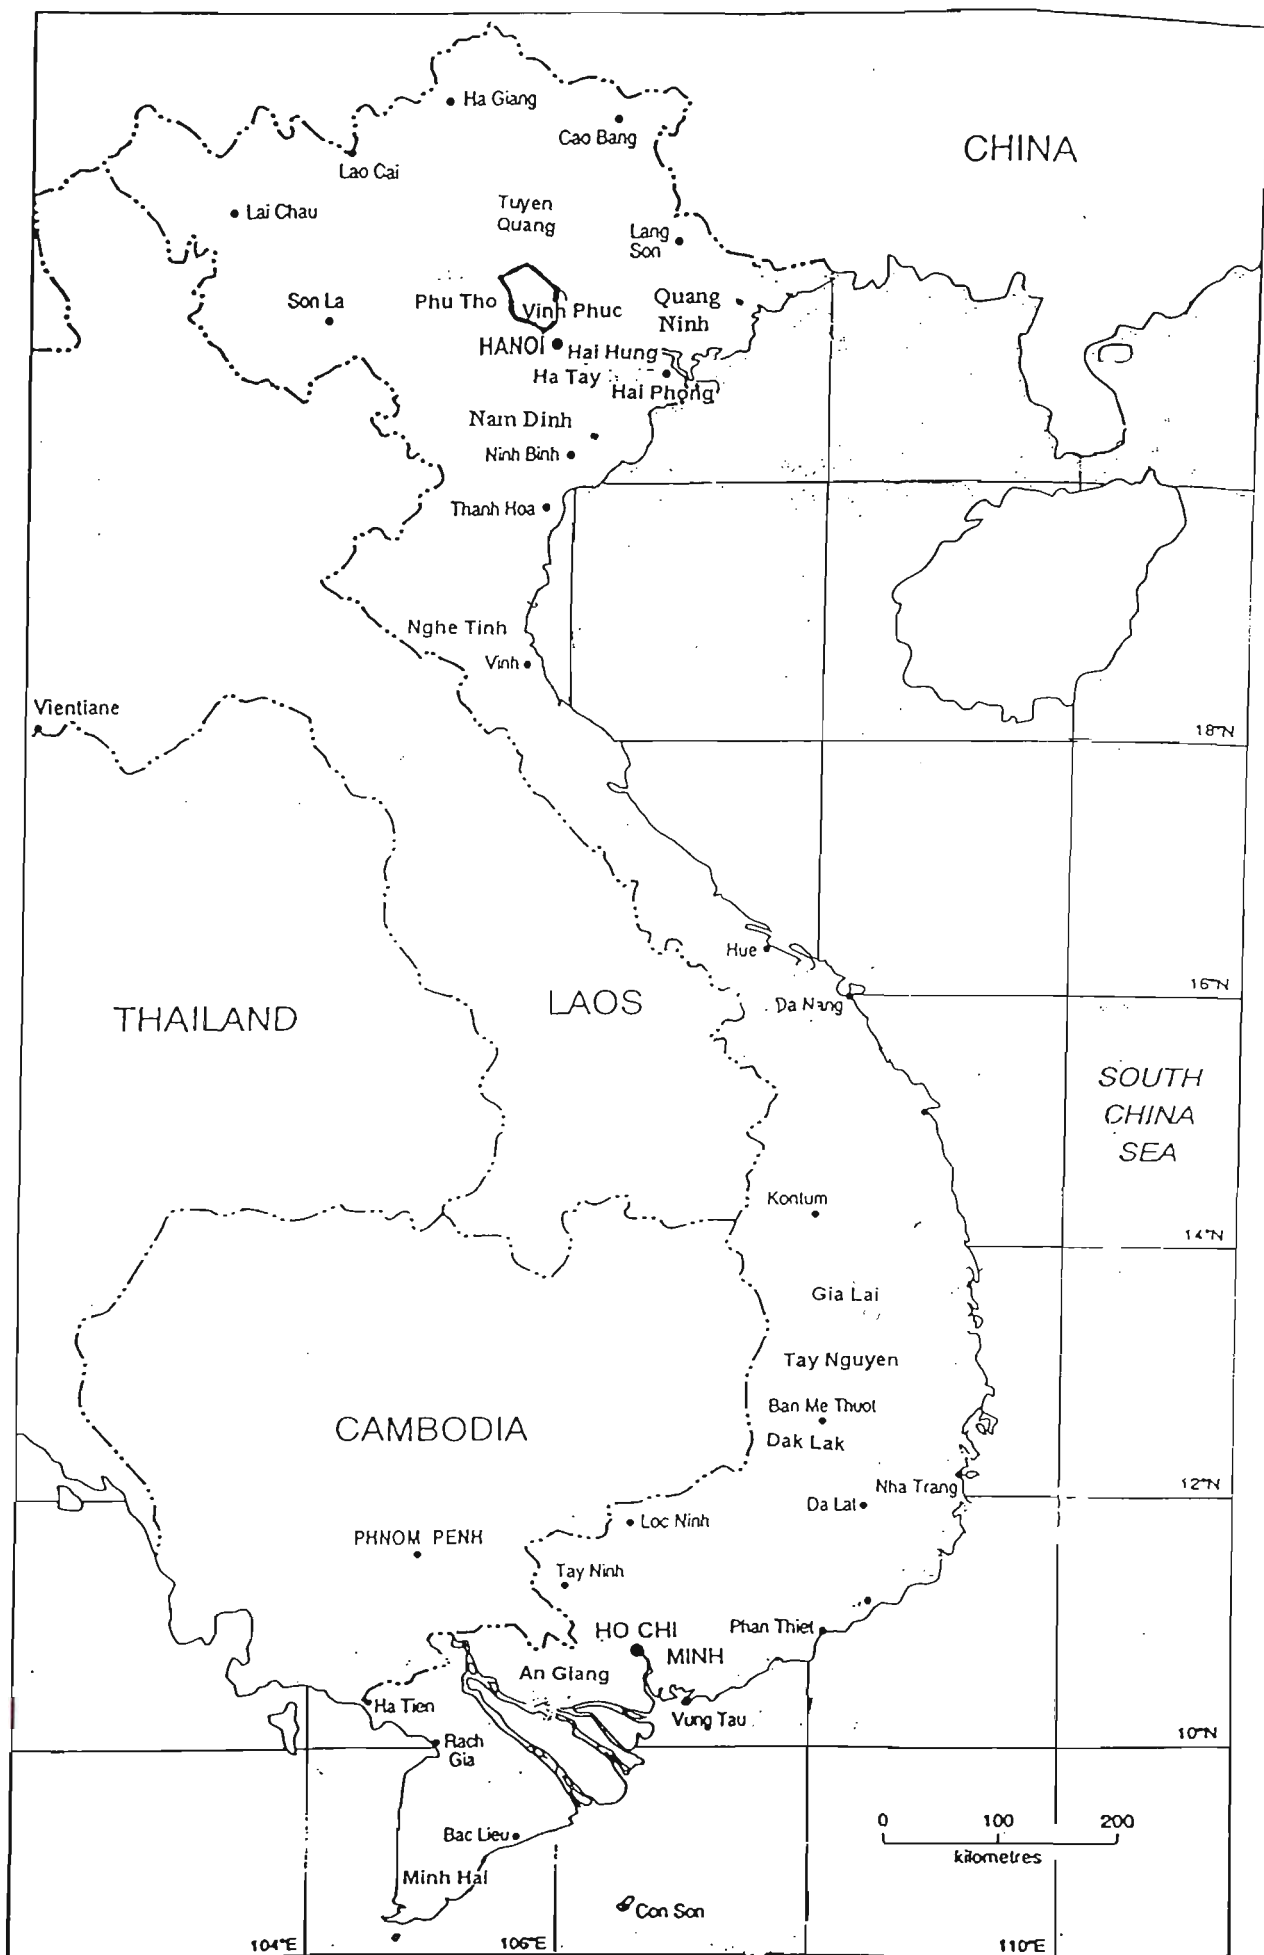 Ha Giang
Cao Bang
CHINA
Lao Cai
Lai Chau
Tuyen
Quang
Lang
Son
Son La
Phu Tho
Vinh Phuc
Quang
Ninh
HANOI
Hai Hung
Ha Tay
Hai Phong
Nam Dinh
Ninh Binh
Thanh Hoa
Nghe Tinh
Vinh
Vientiane
18°N
Hue
Da Nang
16°N
THAILAND
LAOS
SOUTH
CHINA
SEA
Kontum
14°N
Gia Lai
Tay Nguyen
Ban Me Thuot
Dak Lak
CAMBODIA
Nha Trang
12°N
Da Lat
Loc Ninh
PHNOM PENH
Tay Ninh
HO CHI
MINH
Phan Thiet
An Giang
Ha Tien
Vung Tau
Rach
Gia
10°N
0 100 200
kilometres
Bac Lieu
Minh Hai
Con Son
104°E
106°E
110°E